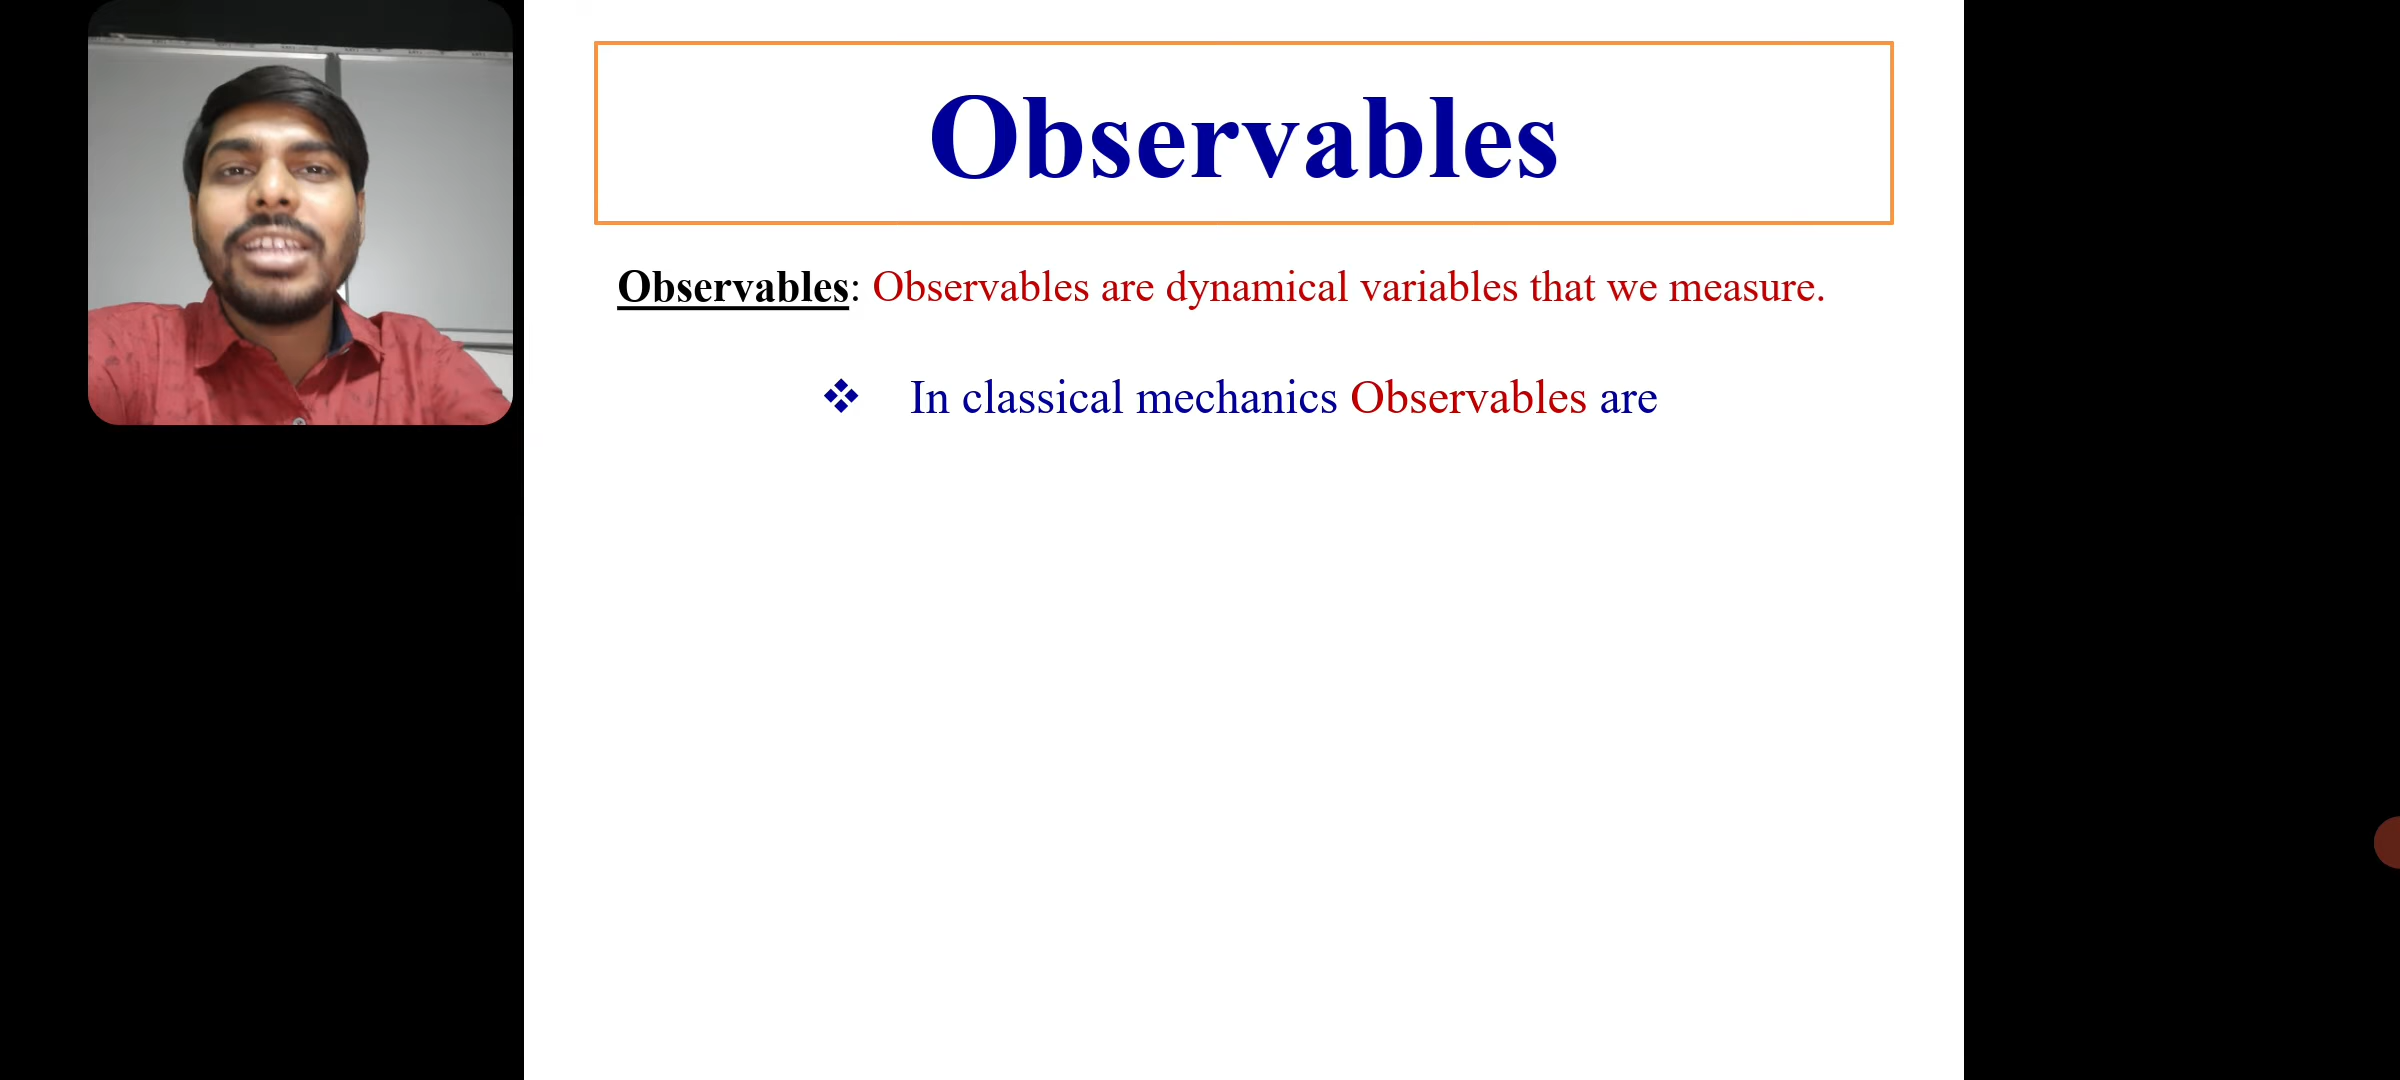 Observables
Observables: Observables are dynamical variables that we measure.
❖ In classical mechanics Observables are